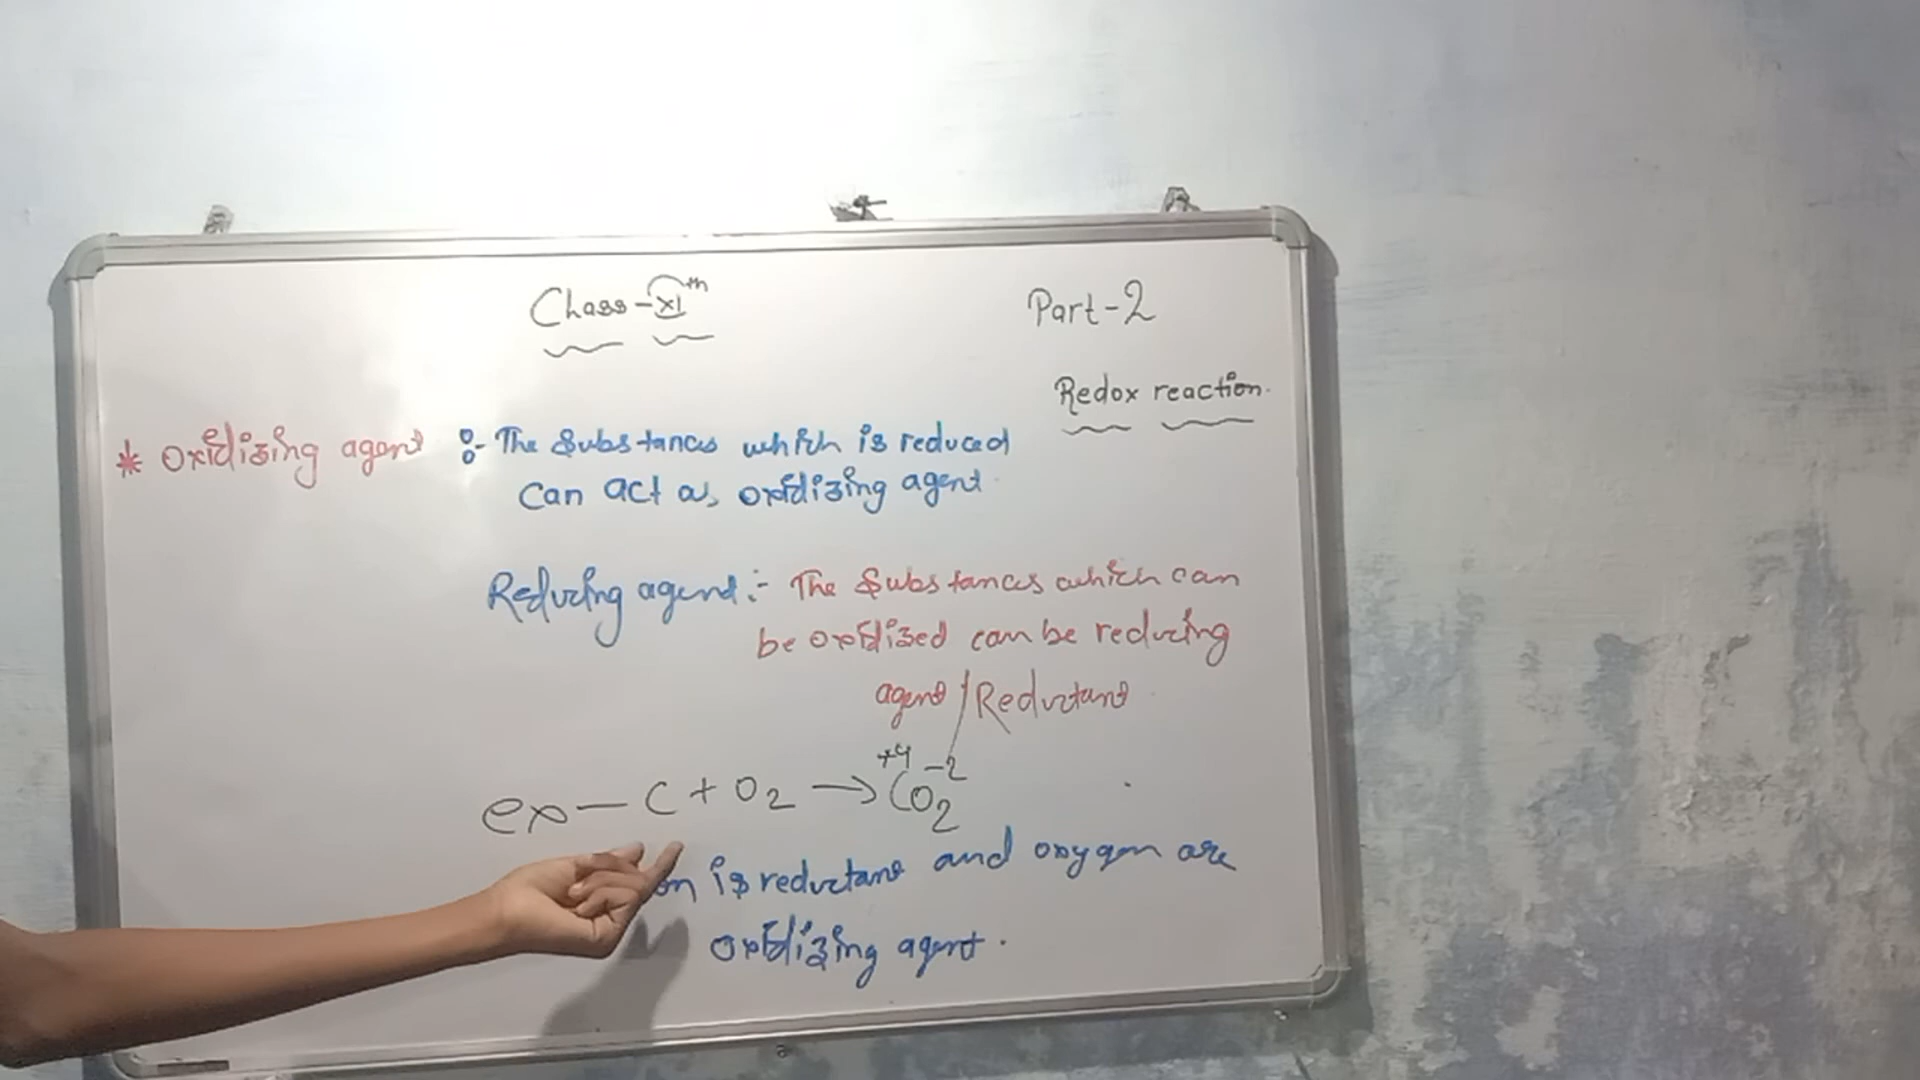 Class-XIth
Part-2
Redox reaction.
* Oxidizing agent :- The Substances which is reduced
can act as oxidizing agent.
Reducing agent :- The Substances which can
be oxidized can be reducing
agent / Reductant
ex- C + O2 → +4 CO2 -2
on is reductant and oxygen are
oxidizing agent.